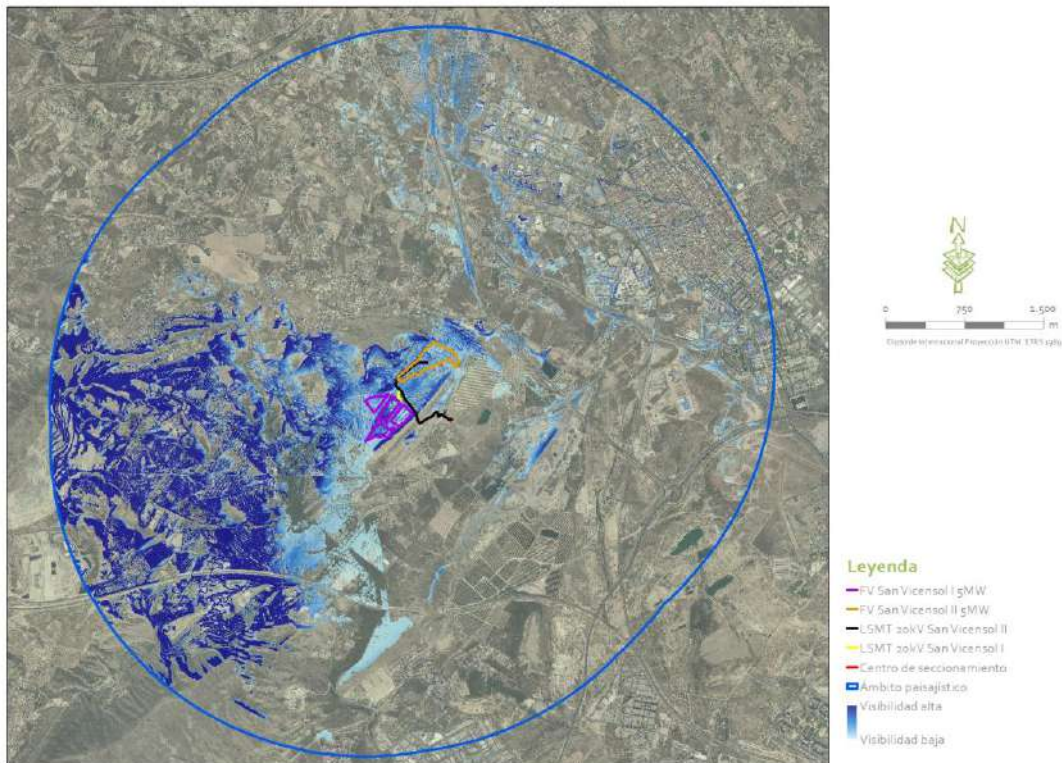 N
0 750 1.500
m
Leyenda
FV San Vicensol I 5MW
FV San Vicensol II 5MW
LSMT 20kV San Vicensol II
LSMT 20kV San Vicensol I
Centro de seccionamiento
Ámbito paisajístico
Visibilidad alta
Visibilidad baja